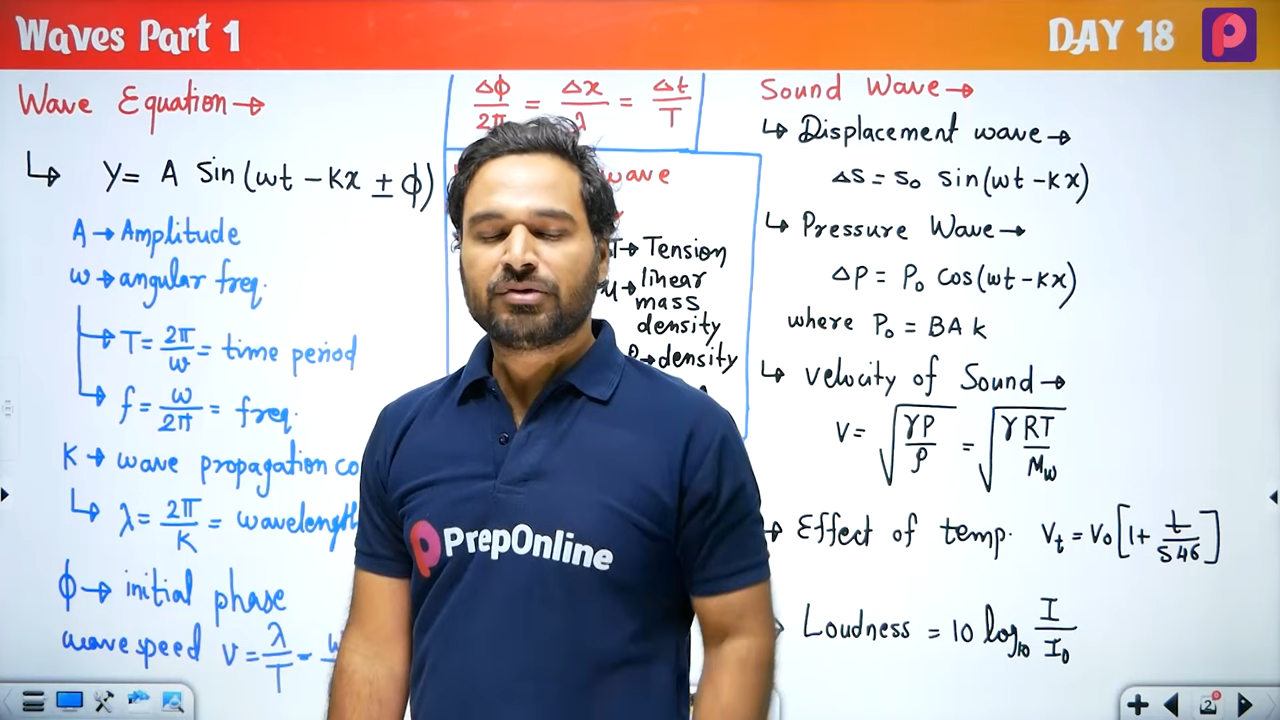 Waves Part 1
DAY 18
Wave Equation →
↳ Y = A Sin(ωt - Kx ± ϕ)
A → Amplitude
ω → angular freq.
↳ T = 2π/ω = time period
↳ f = ω/2π = freq.
K → wave propagation co
↳ λ = 2π/K = wavelength
ϕ → initial phase
wave speed V = λ/T =
Δϕ/2π = Δx/λ = Δt/T
wave
T → Tension
μ → linear
mass
density
ρ → density
Sound Wave →
↳ Displacement wave →
ΔS = S₀ sin(ωt - Kx)
↳ Pressure Wave →
ΔP = P₀ cos(ωt - Kx)
where P₀ = BAk
↳ Velocity of Sound →
V = √(γP/ρ) = √(γRT/Mw)
Effect of temp. Vt = V₀[1 + t/546]
Loudness = 10 log₁₀ I/I₀
PrepOnline
2